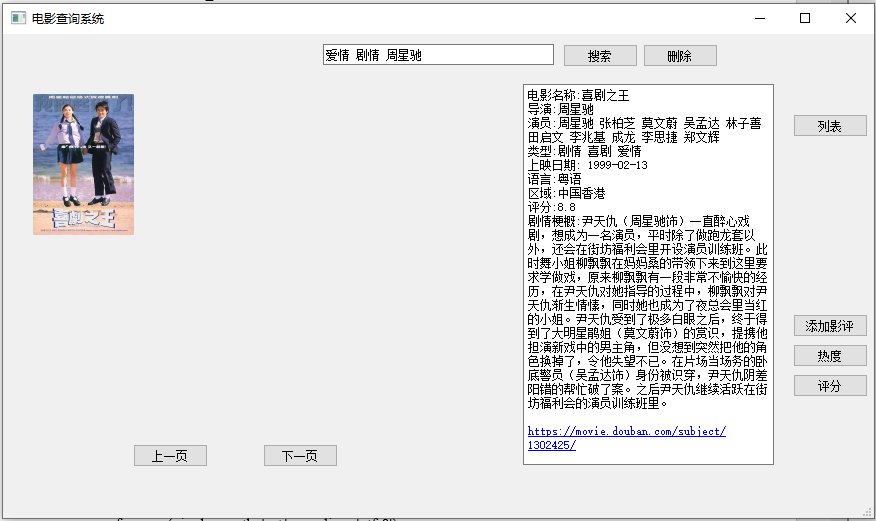 电影查询系统
爱情 剧情 周星驰
搜索
删除
喜剧之王
电影名称:喜剧之王
导演:周星驰
演员:周星驰 张柏芝 莫文蔚 吴孟达 林子善
田启文 李兆基 成龙 李思捷 郑文辉
类型:剧情 喜剧 爱情
上映日期: 1999-02-13
语言:粤语
区域:中国香港
评分:8.8
剧情梗概:尹天仇（周星驰饰）一直醉心戏
剧，想成为一名演员，平时除了做跑龙套以
外，还会在街坊福利会里开设演员训练班。此
时舞小姐柳飘飘在妈妈桑的带领下来到这里要
求学做戏，原来柳飘飘有一段非常不愉快的经
历，在尹天仇对她指导的过程中，柳飘飘对尹
天仇渐生情愫，同时她也成为了夜总会里当红
的小姐。尹天仇受到了极多白眼之后，终于得
到了大明星鹃姐（莫文蔚饰）的赏识，提携他
担演新戏中的男主角，但没想到突然把他的角
色换掉了，令他失望不已。在片场当场务的卧
底警员（吴孟达饰）身份被识穿，尹天仇阴差
阳错的帮忙破了案。之后尹天仇继续活跃在街
坊福利会的演员训练班里。
https://movie.douban.com/subject/
1302425/
列表
添加影评
热度
评分
上一页
下一页